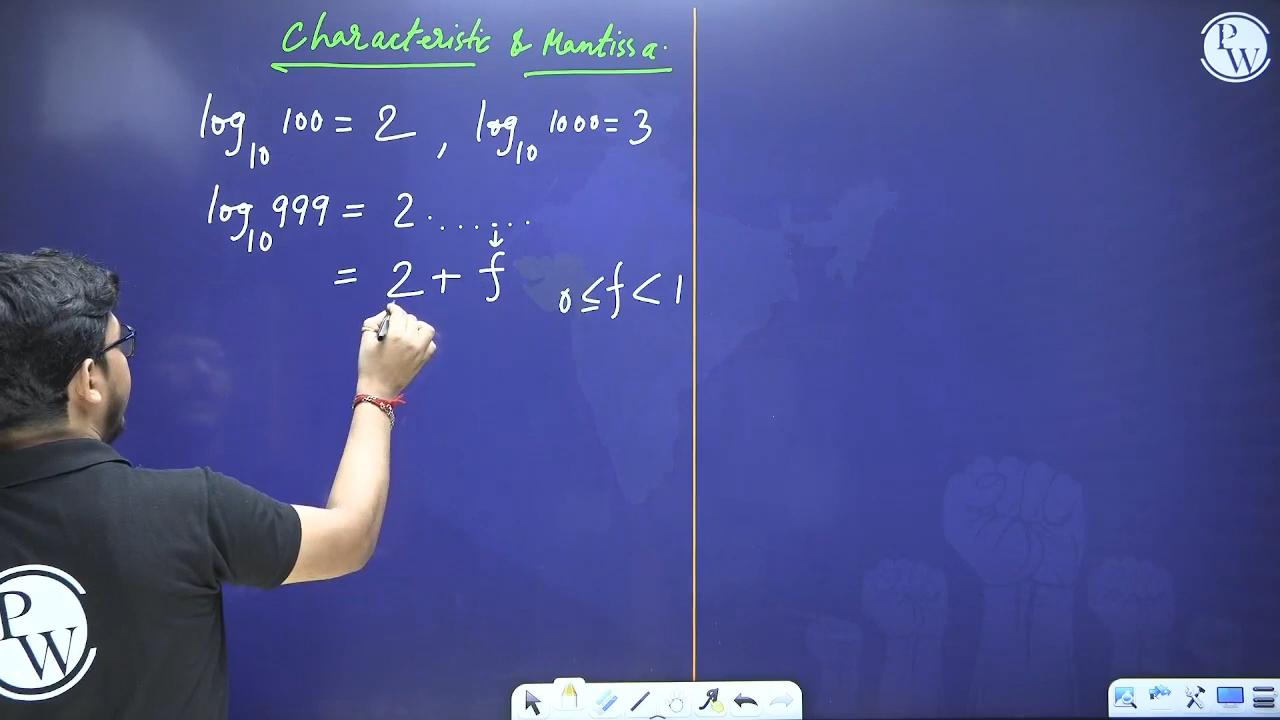 Characteristic & Mantissa.
log₁₀ 100 = 2 , log₁₀ 1000 = 3
log₁₀ 999 = 2 . . . . . . .
= 2 + f 0 ≤ f < 1
PW
PW